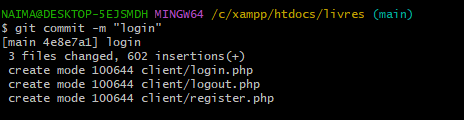 NAIMA@DESKTOP-5EJSMDH MINGW64 /c/xampp/htdocs/livres (main)
$ git commit -m "login"
[main 4e8e7a1] login
 3 files changed, 602 insertions(+)
 create mode 100644 client/login.php
 create mode 100644 client/logout.php
 create mode 100644 client/register.php